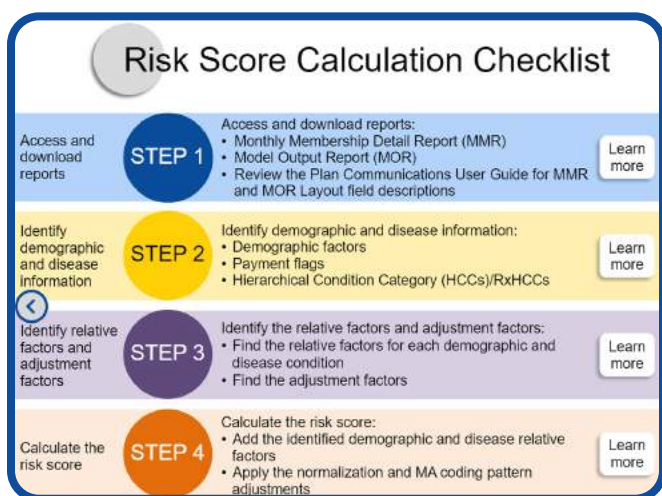 Risk Score Calculation Checklist
Access and
download
reports
STEP 1
Access and download reports:
• Monthly Membership Detail Report (MMR)
• Model Output Report (MOR)
• Review the Plan Communications User Guide for MMR
and MOR Layout field descriptions
Learn
more
Identify
demographic
and disease
information
STEP 2
Identify demographic and disease information:
• Demographic factors
• Payment flags
• Hierarchical Condition Category (HCCs)/RxHCCs
Learn
more
Identify relative
factors and
adjustment
factors
STEP 3
Identify the relative factors and adjustment factors:
• Find the relative factors for each demographic and
disease condition
• Find the adjustment factors
Learn
more
Calculate the
risk score
STEP 4
Calculate the risk score:
• Add the identified demographic and disease relative
factors
• Apply the normalization and MA coding pattern
adjustments
Learn
more